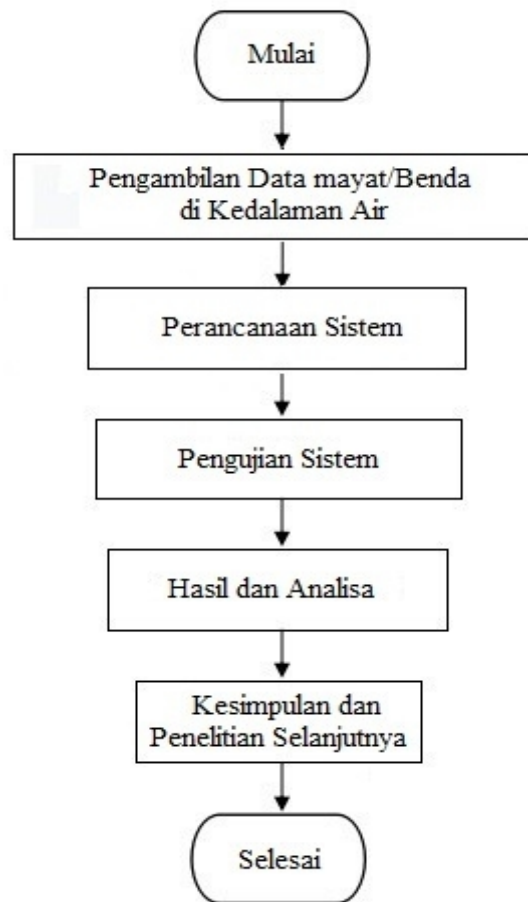 Mulai
Pengambilan Data mayat/Benda
di Kedalaman Air
Perancanaan Sistem
Pengujian Sistem
Hasil dan Analisa
Kesimpulan dan
Penelitian Selanjutnya
Selesai